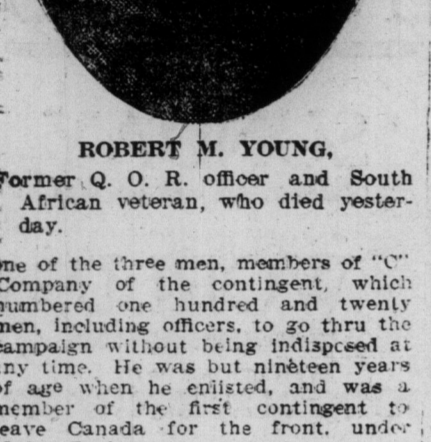 ROBERT M. YOUNG,
Former Q. O. R. officer and South
African veteran, who died yester-
day.
one of the three men, members of "C"
Company of the contingent, which
numbered one hundred and twenty
men, including officers, to go thru the
campaign without being indisposed at
any time. He was but nineteen years
of age when he enlisted, and was a
member of the first contingent to
leave Canada for the front, under